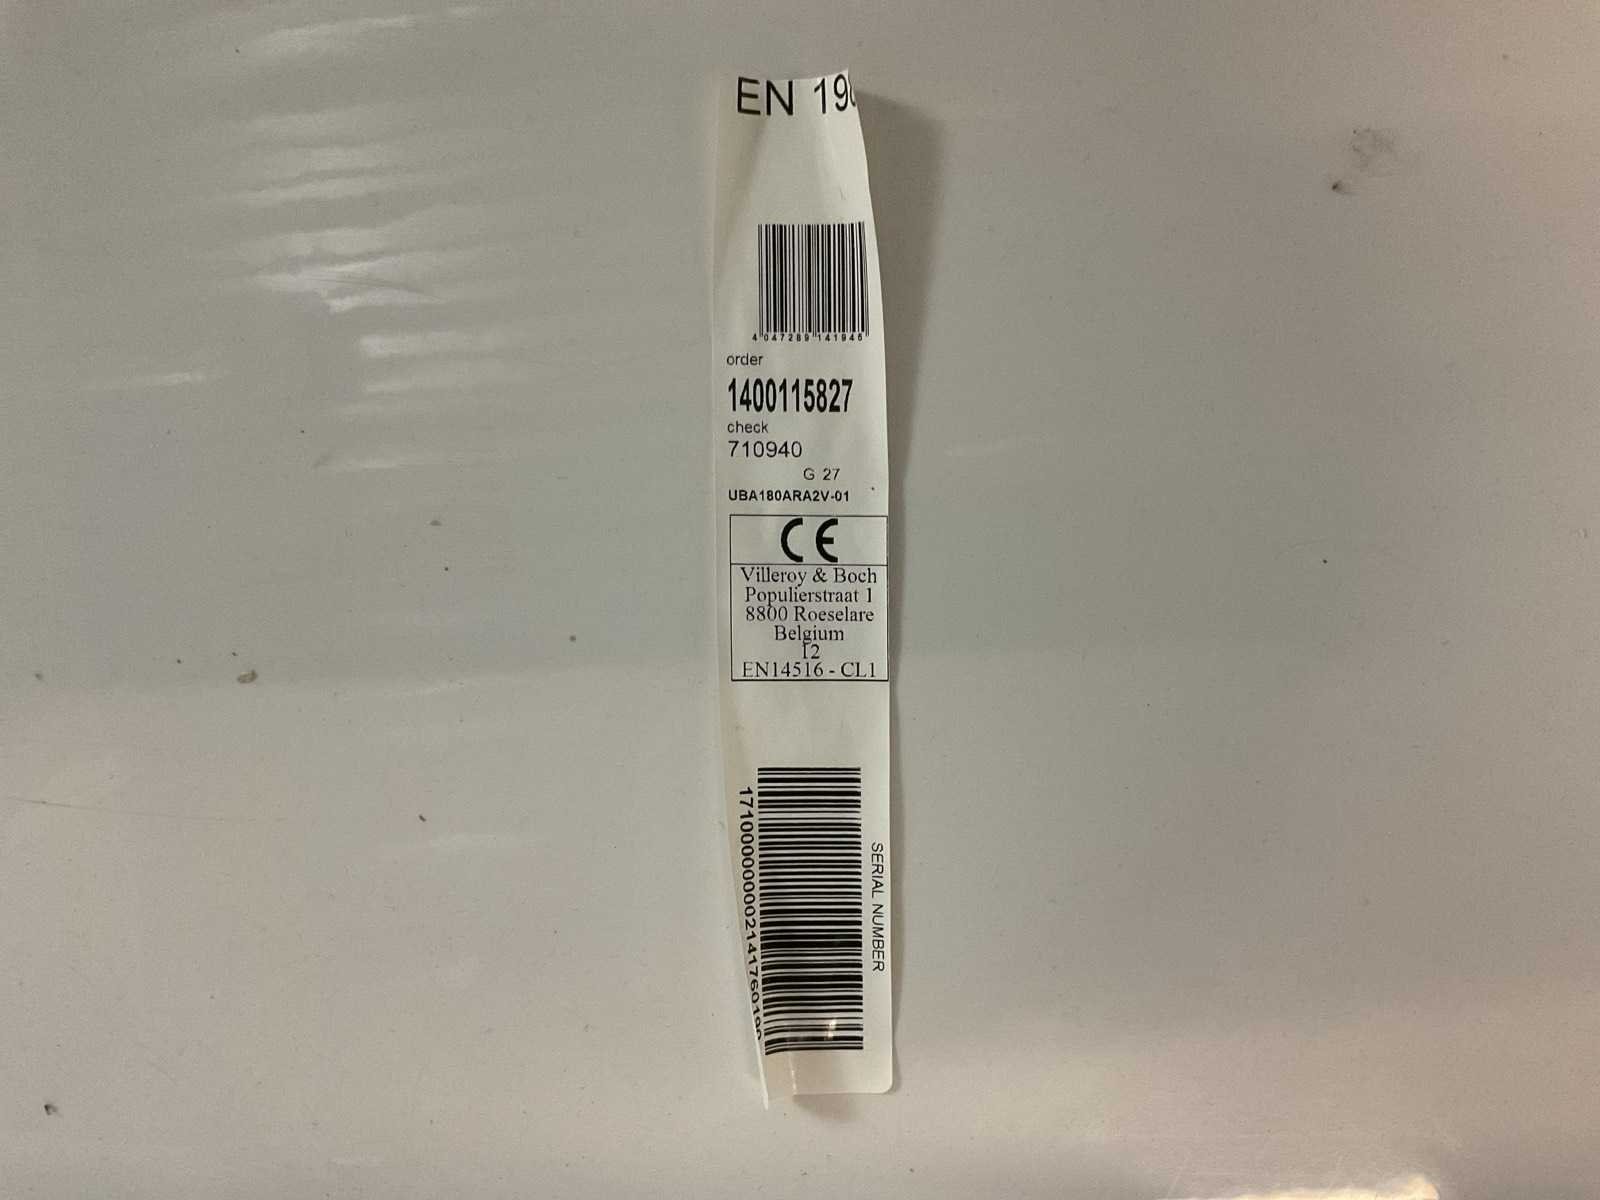 EN 198
4 047289 141946
order
1400115827
check
710940
G 27
UBA180ARA2V-01
CE
Villeroy & Boch
Populierstraat 1
8800 Roeselare
Belgium
12
EN14516 - CL1
SERIAL NUMBER